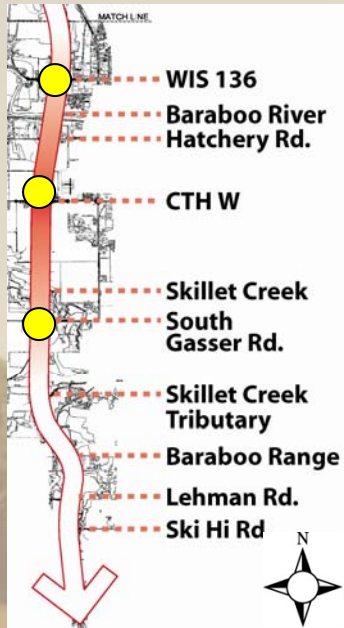 MATCH LINE
WIS 136
Baraboo River
Hatchery Rd.
CTH W
Skillet Creek
South
Gasser Rd.
Skillet Creek
Tributary
Baraboo Range
Lehman Rd.
Ski Hi Rd
N